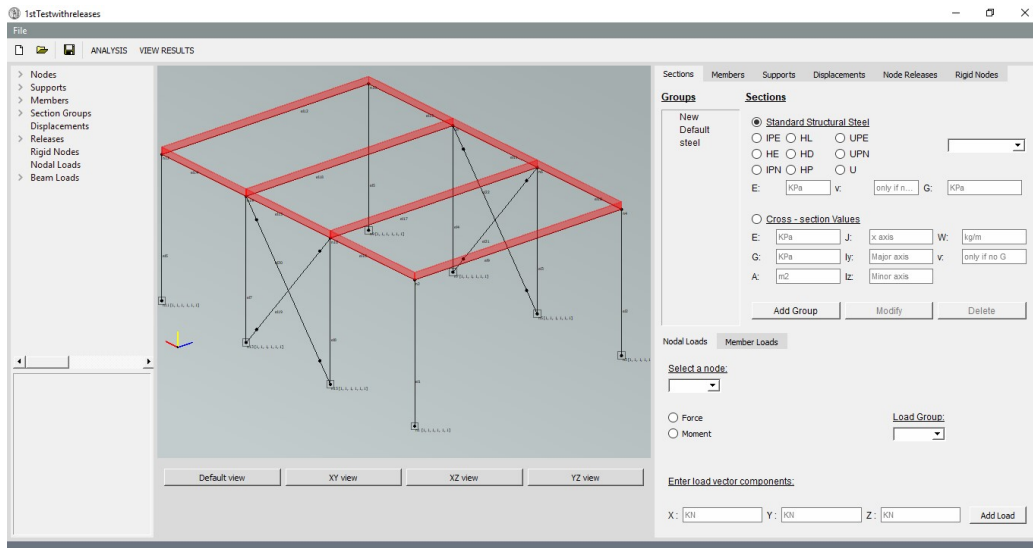 1stTestwithreleases
File
ANALYSIS VIEW RESULTS
> Nodes
> Supports
> Members
> Section Groups
Displacements
> Releases
Rigid Nodes
Nodal Loads
> Beam Loads
Default view XY view XZ view YZ view
Sections Members Supports Displacements Node Releases Rigid Nodes
Groups Sections
New
Default
steel
Standard Structural Steel
IPE HL UPE
HE HD UPN
IPN HP U
E: KPa v: only if n... G: KPa
Cross - section Values
E: KPa J: x axis W: kg/m
G: KPa Iy: Major axis v: only if no G
A: m2 Iz: Minor axis
Add Group Modify Delete
Nodal Loads Member Loads
Select a node:
Force Load Group:
Moment
Enter load vector components:
X: KN Y: KN Z: KN Add Load